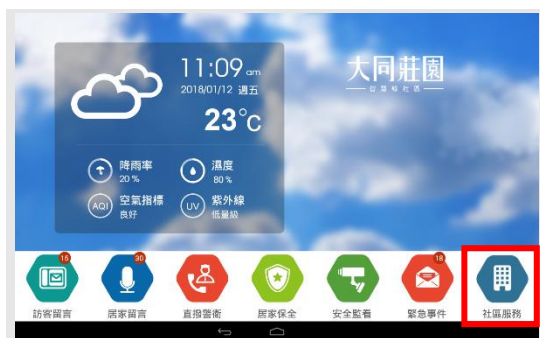 11:09 am
2018/01/12 週五
23°C
大同莊園
降雨率
20%
濕度
80%
AQI
空氣指標
良好
UV
紫外線
低量級
16
30
18
訪客留言
居家留言
直撥警衛
居家保全
安全監看
緊急事件
社區服務